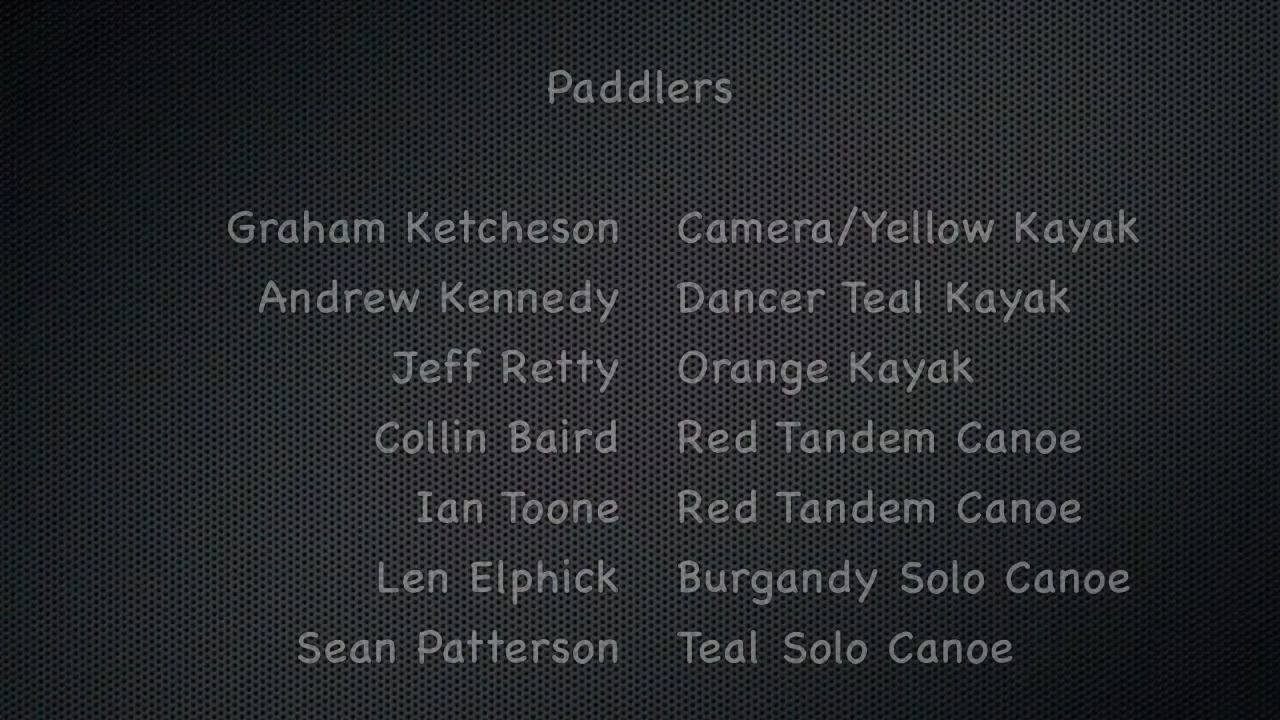 Paddlers
Graham Ketcheson Camera/Yellow Kayak
Andrew Kennedy Dancer Teal Kayak
Jeff Retty Orange Kayak
Collin Baird Red Tandem Canoe
Ian Toone Red Tandem Canoe
Len Elphick Burgandy Solo Canoe
Sean Patterson Teal Solo Canoe